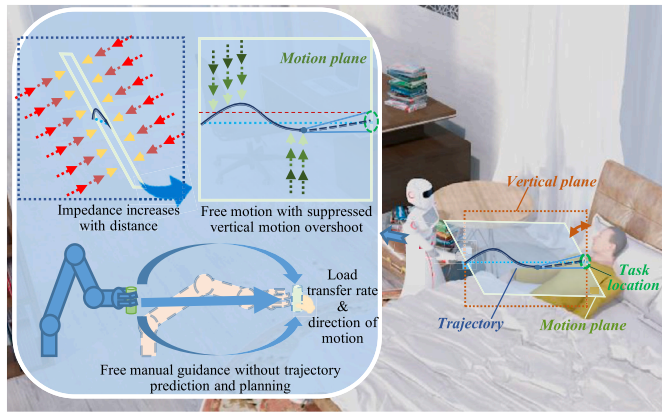 Motion plane
Impedance increases
with distance
Free motion with suppressed
vertical motion overshoot
Load
transfer rate
&
direction of
motion
Free manual guidance without trajectory
prediction and planning
Vertical plane
Task
location
Trajectory
Motion plane